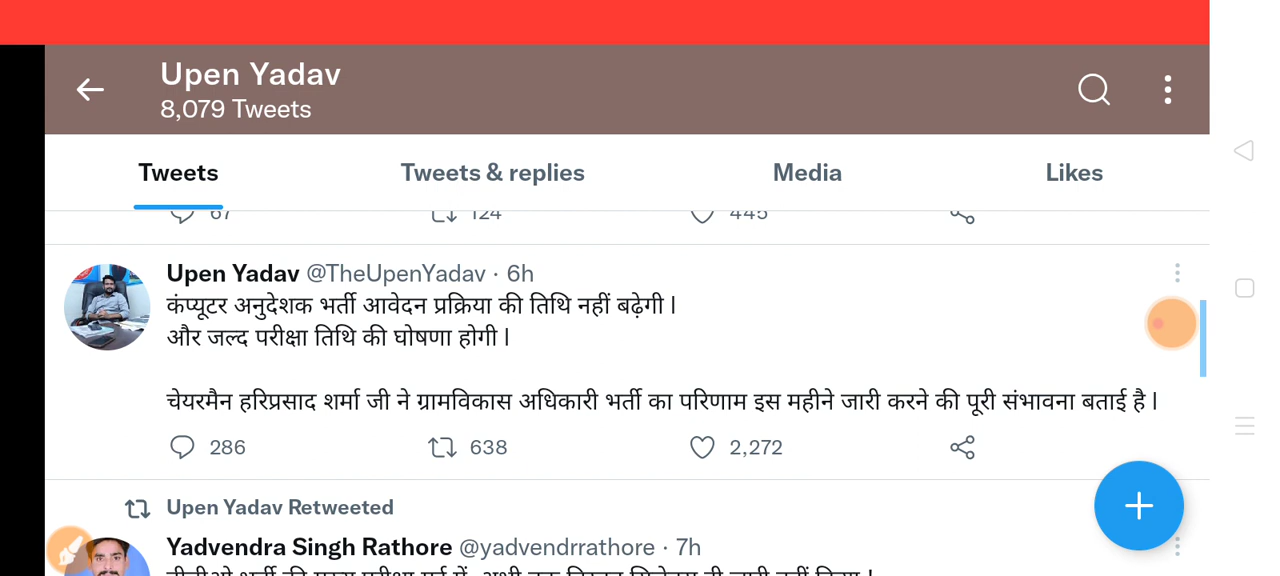 Upen Yadav
8,079 Tweets
Tweets Tweets & replies Media Likes
67 124 445
Upen Yadav @TheUpenYadav · 6h
कंप्यूटर अनुदेशक भर्ती आवेदन प्रक्रिया की तिथि नहीं बढ़ेगी |
और जल्द परीक्षा तिथि की घोषणा होगी |
चेयरमैन हरिप्रसाद शर्मा जी ने ग्रामविकास अधिकारी भर्ती का परिणाम इस महीने जारी करने की पूरी संभावना बताई है |
286 638 2,272
Upen Yadav Retweeted
Yadvendra Singh Rathore @yadvendrrathore · 7h